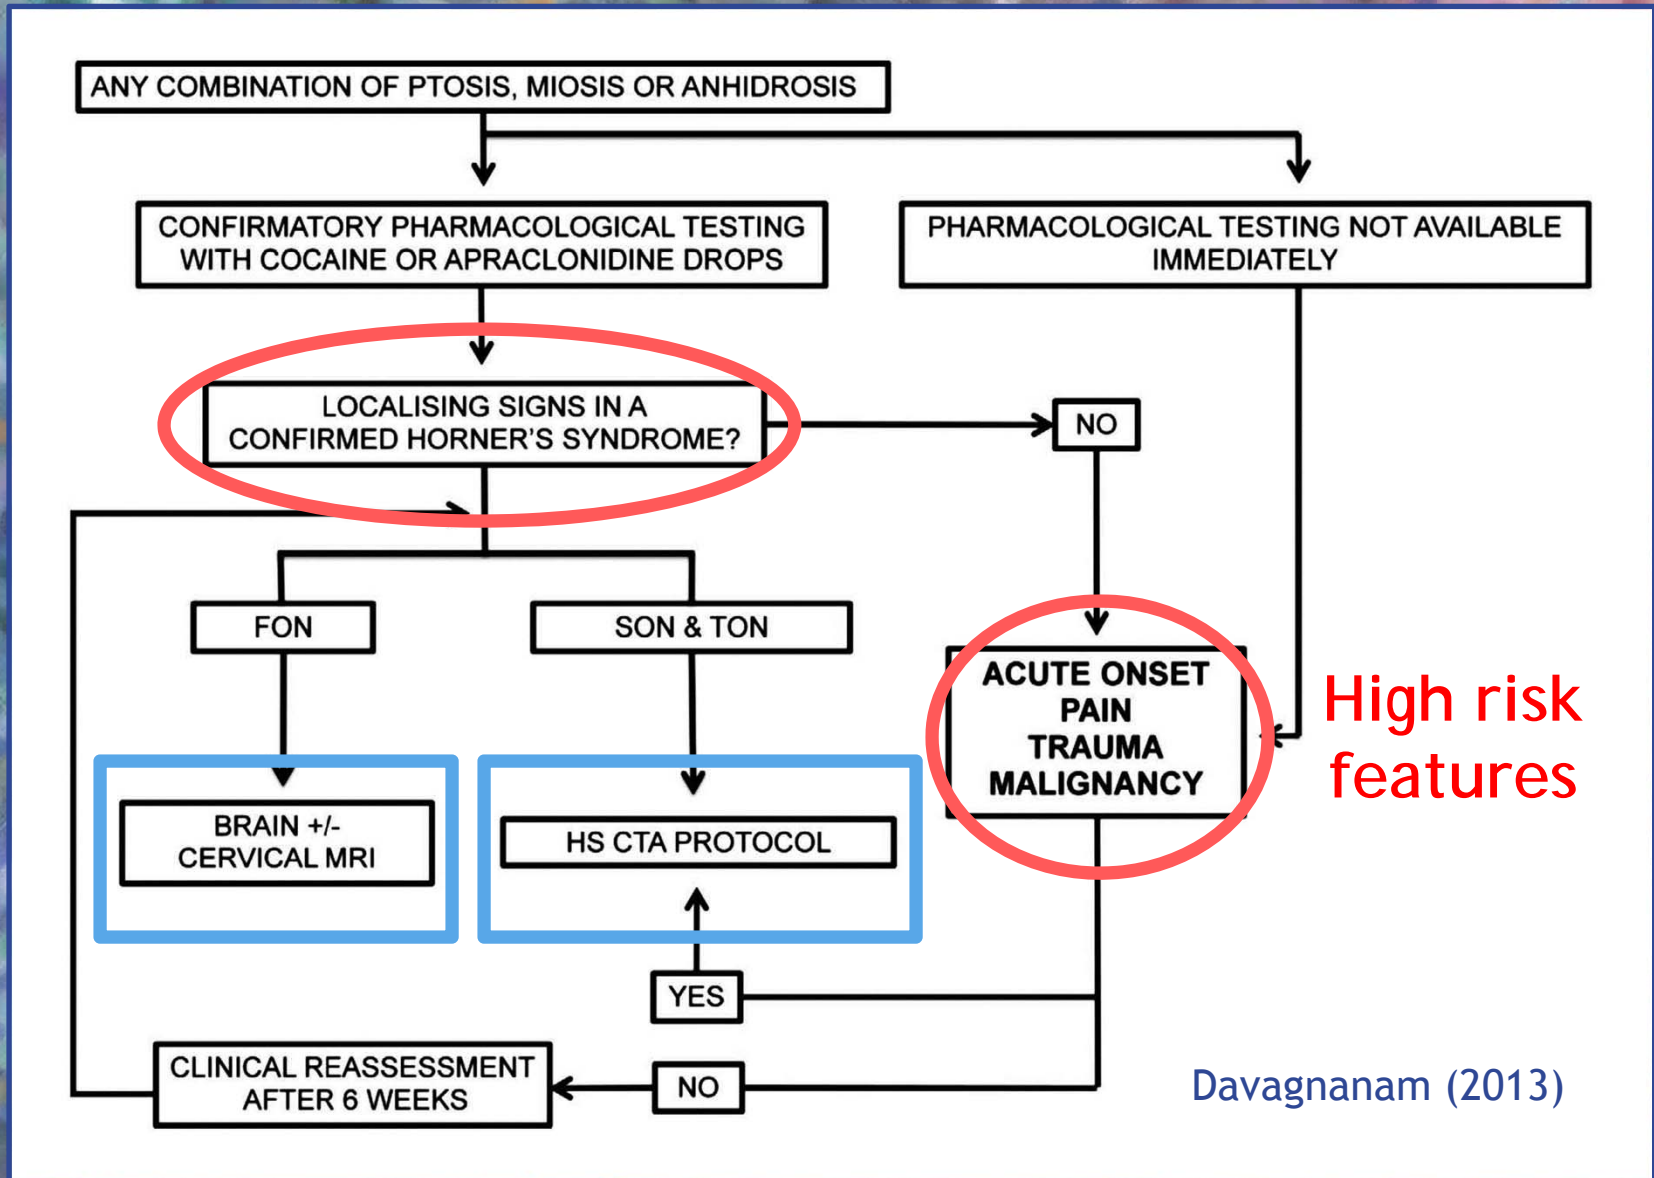 ANY COMBINATION OF PTOSIS, MIOSIS OR ANHIDROSIS
CONFIRMATORY PHARMACOLOGICAL TESTING
WITH COCAINE OR APRACLONIDINE DROPS
PHARMACOLOGICAL TESTING NOT AVAILABLE
IMMEDIATELY
LOCALISING SIGNS IN A
CONFIRMED HORNER'S SYNDROME?
NO
FON
SON & TON
ACUTE ONSET
PAIN
TRAUMA
MALIGNANCY
High risk
features
BRAIN +/-
CERVICAL MRI
HS CTA PROTOCOL
YES
CLINICAL REASSESSMENT
AFTER 6 WEEKS
NO
Davagnanam (2013)